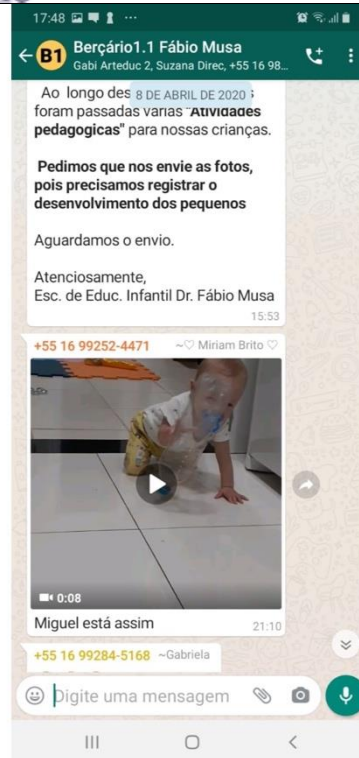 17:48
B1 Berçário1.1 Fábio Musa
Gabi Arteduc 2, Suzana Direc, +55 16 98...
8 DE ABRIL DE 2020
Ao longo des
foram passadas várias "Atividades
pedagogicas" para nossas crianças.
Pedimos que nos envie as fotos,
pois precisamos registrar o
desenvolvimento dos pequenos
Aguardamos o envio.
Atenciosamente,
Esc. de Educ. Infantil Dr. Fábio Musa
15:53
+55 16 99252-4471 ~♡ Miriam Brito ♡
0:08
Miguel está assim
21:10
+55 16 99284-5168 ~Gabriela
Digite uma mensagem